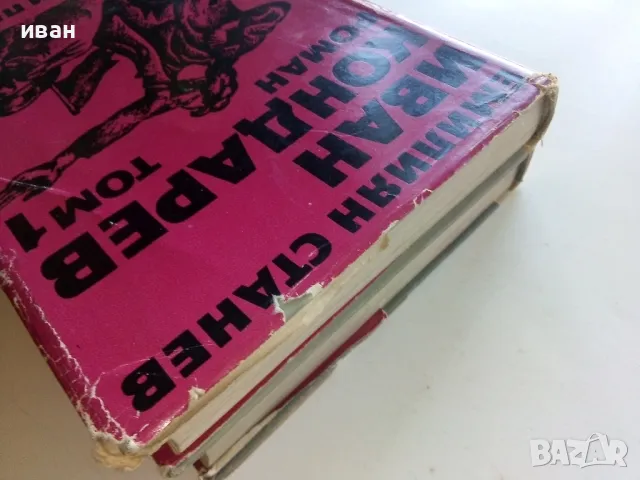 иван
ЕМИЛИЯН СТАНЕВ
ИВАН
КОНДАРЕВ
РОМАН
ТОМ 1
BAZAR